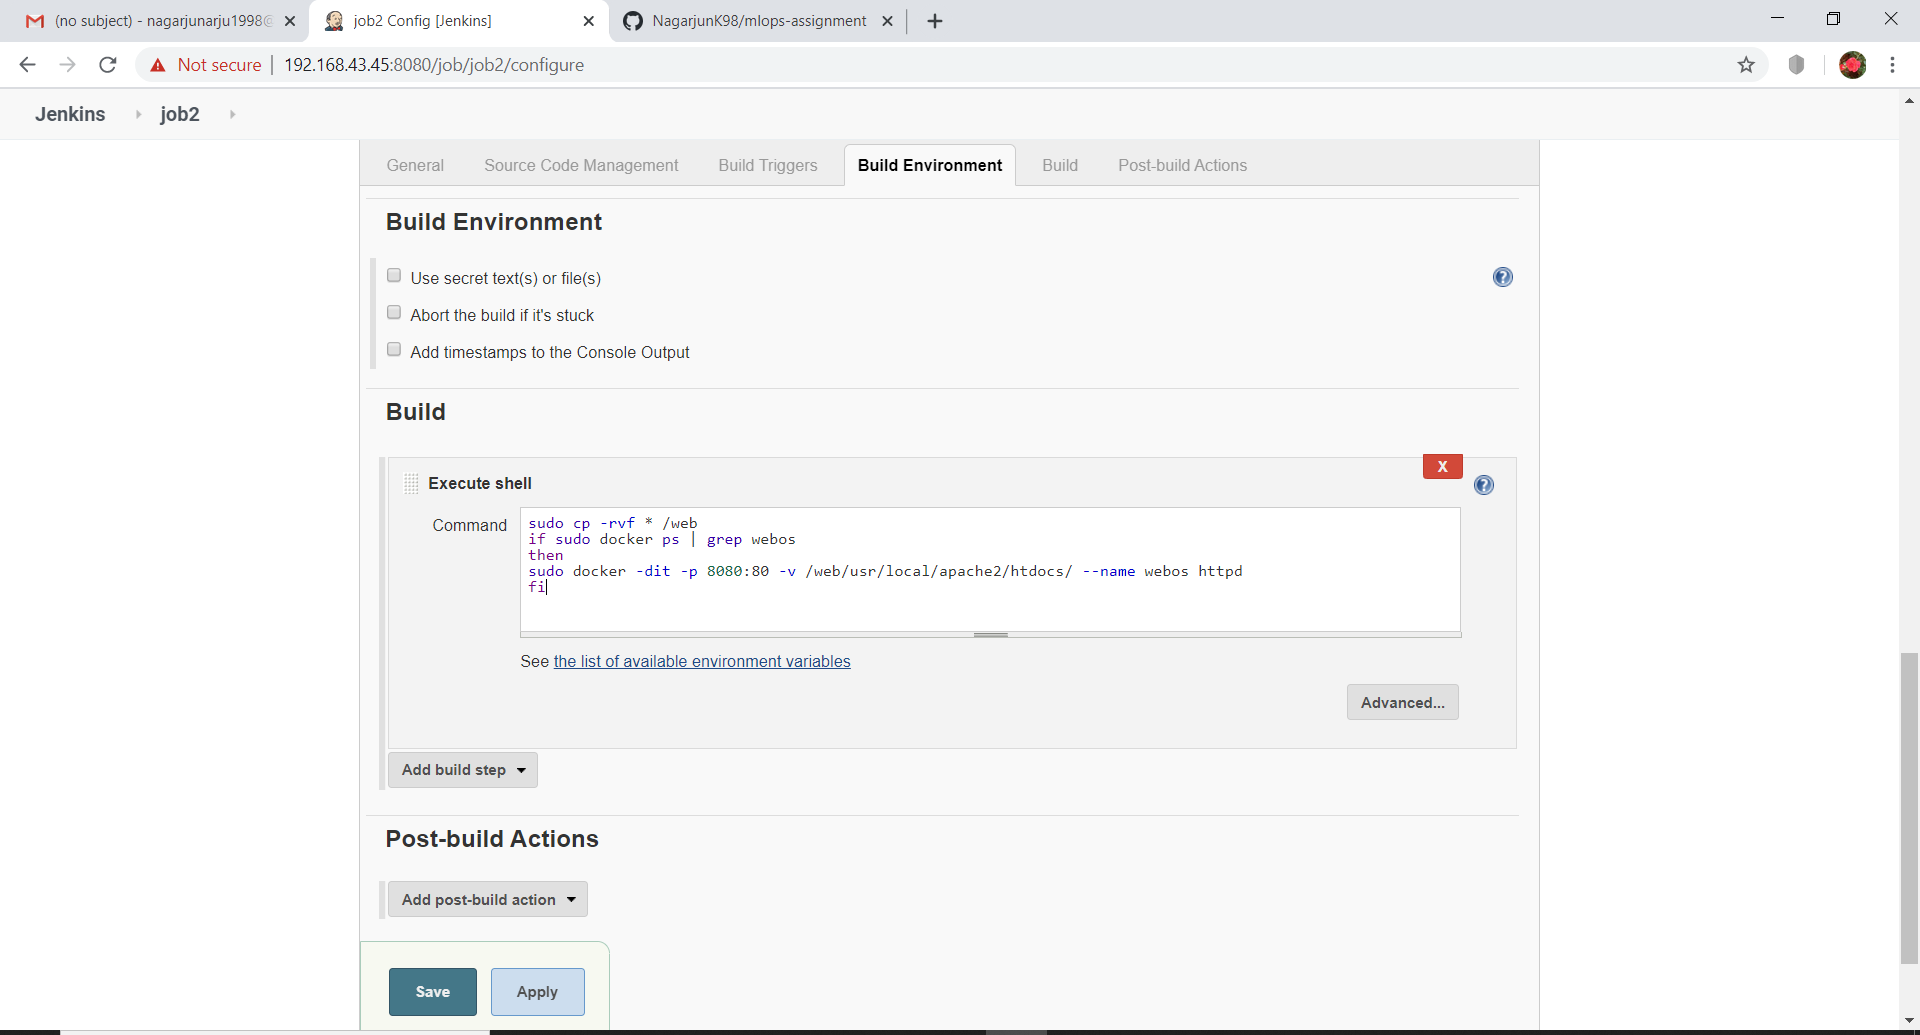 (no subject) - nagarjunarju1998@
job2 Config [Jenkins]
NagarjunK98/mlops-assignment
Not secure
192.168.43.45:8080/job/job2/configure
Jenkins
job2
General
Source Code Management
Build Triggers
Build Environment
Build
Post-build Actions
Build Environment
Use secret text(s) or file(s)
Abort the build if it's stuck
Add timestamps to the Console Output
Build
X
Execute shell
Command
sudo cp -rvf * /web
if sudo docker ps | grep webos
then
sudo docker -dit -p 8080:80 -v /web/usr/local/apache2/htdocs/ --name webos httpd
fi
See the list of available environment variables
Advanced...
Add build step
Post-build Actions
Add post-build action
Save
Apply